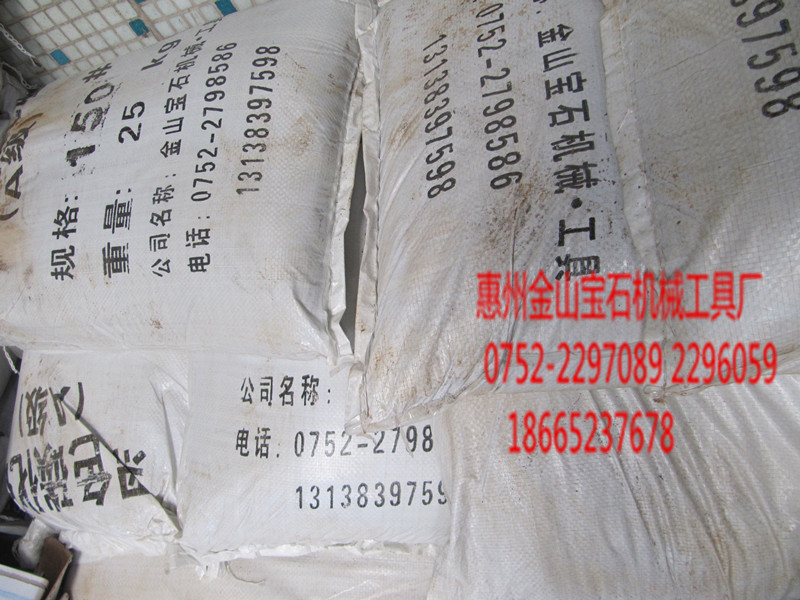 (A级
规格:150#
重量:25 kg
公司名称:金山宝石机械·工
电话:0752-2798586
13138397598
:金山宝石机械·工具
0752-2798586
13138397598
397598
惠州金山宝石机械工具厂
0752-2297089 2296059
18665237678
公司名称:
电话:0752-2798
1313839759